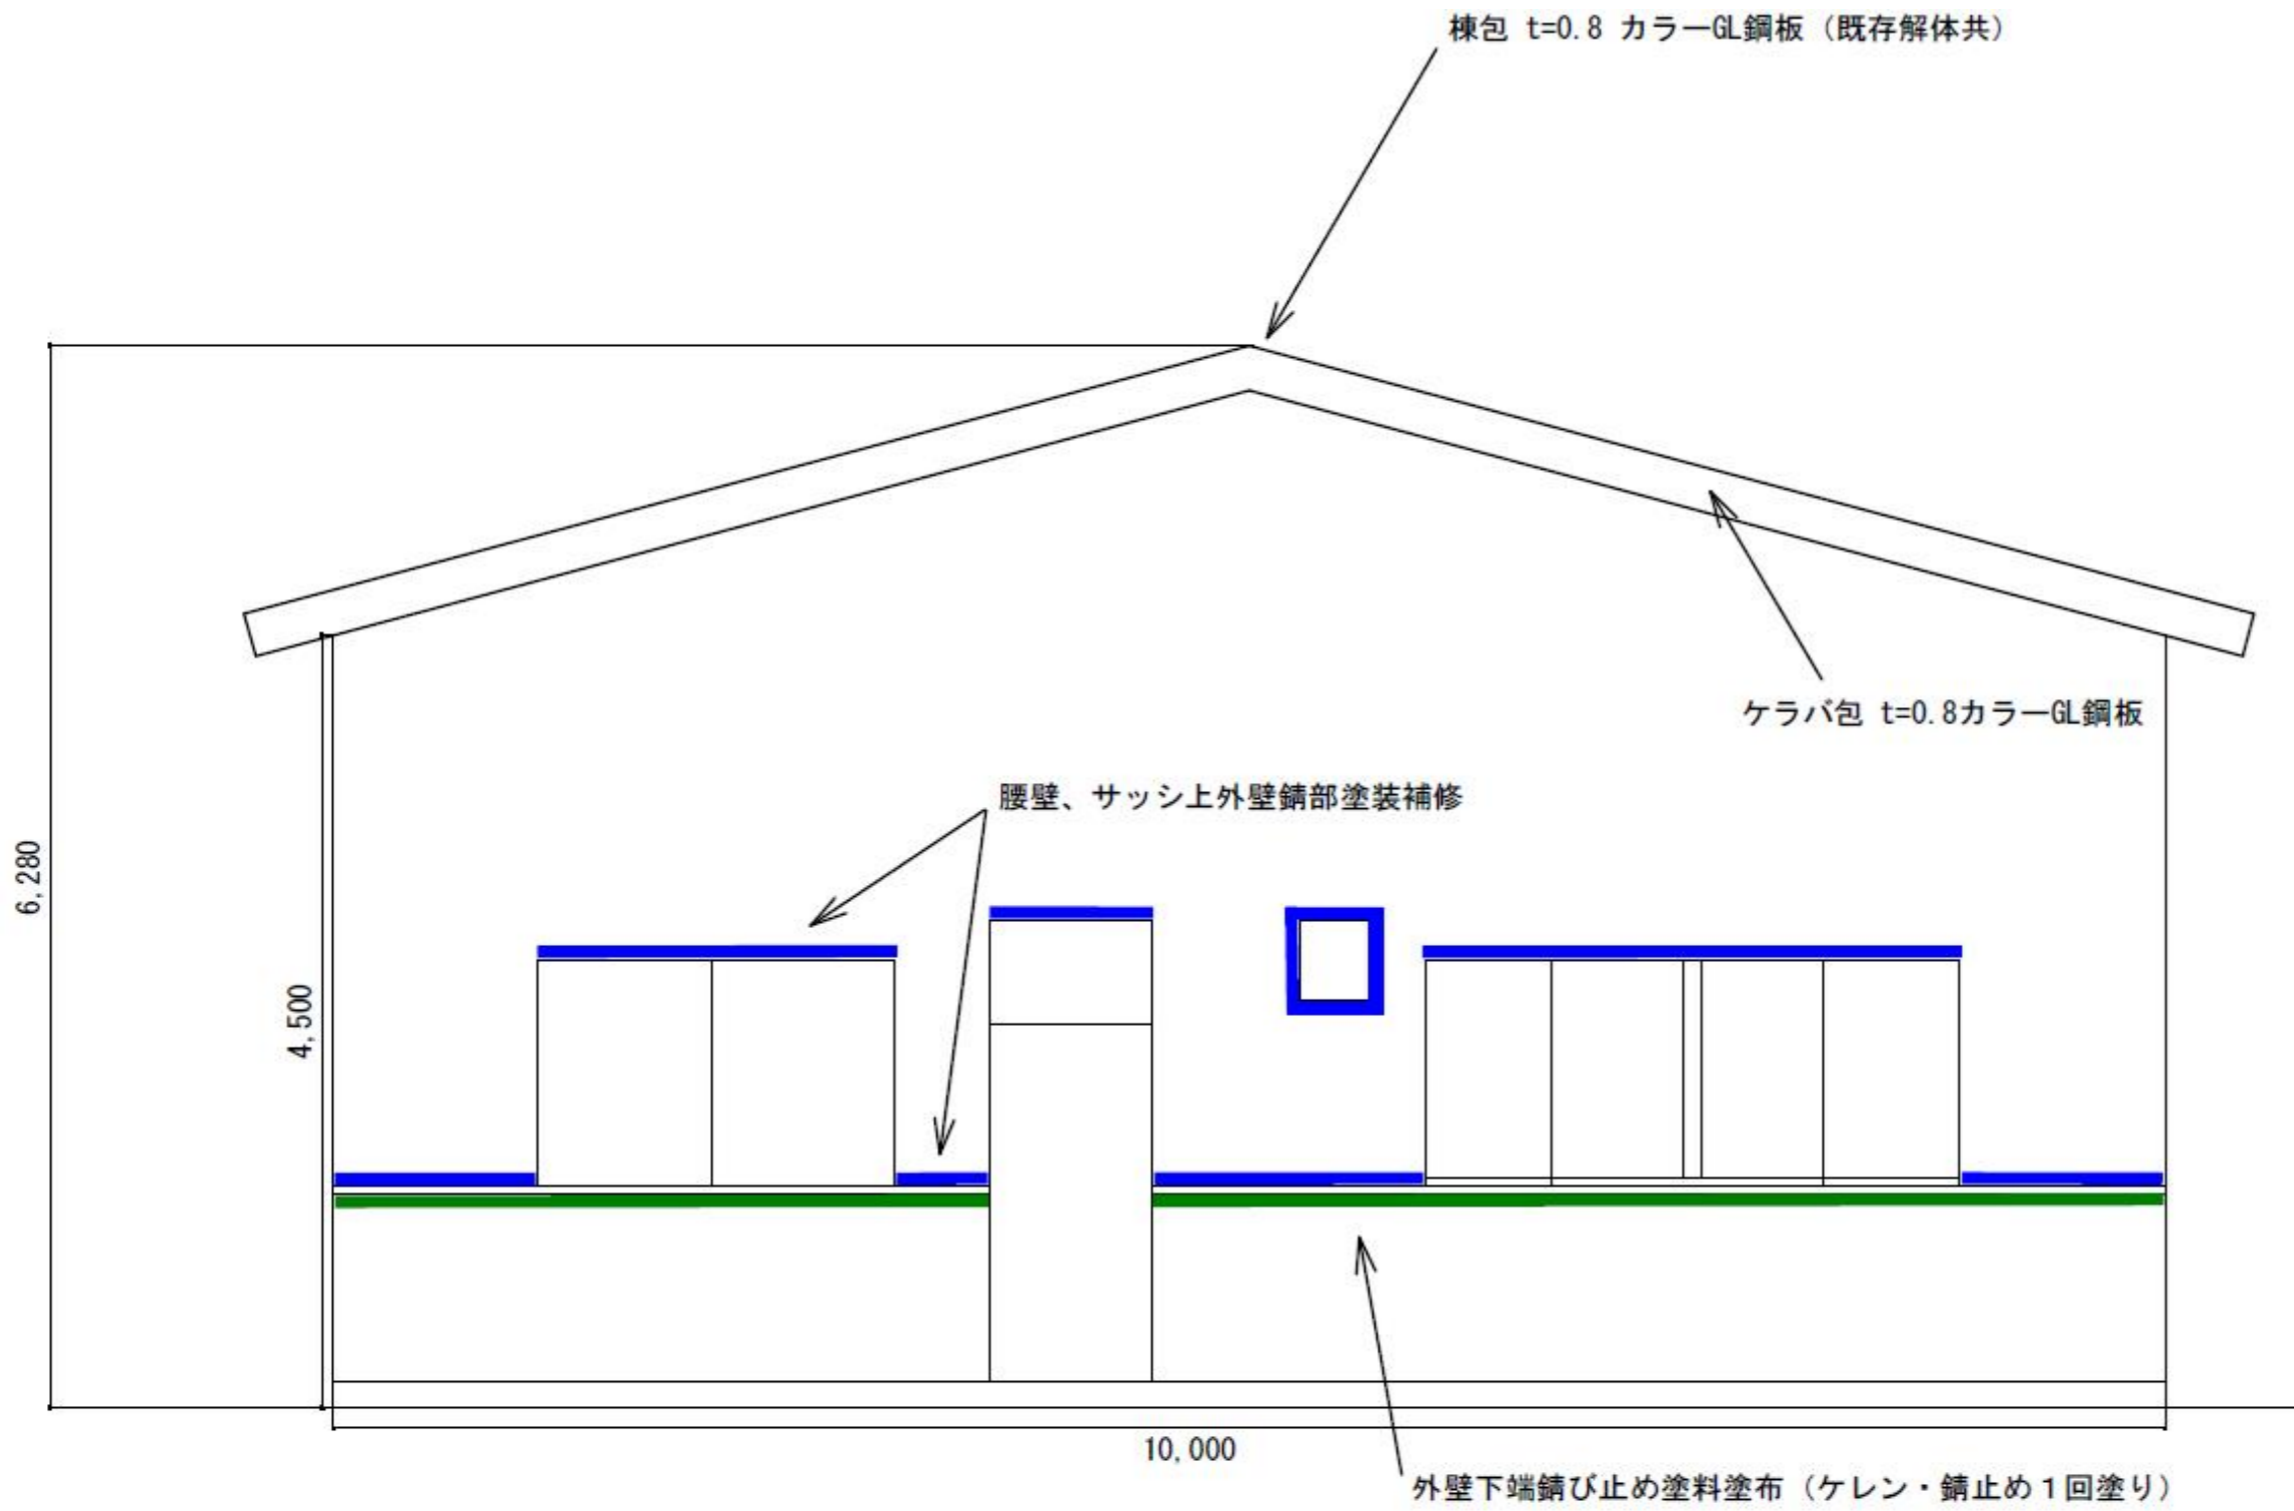 棟包 t=0.8 カラーGL鋼板（既存解体共）
ケラバ包 t=0.8カラーGL鋼板
腰壁、サッシ上外壁錆部塗装補修
6,280
4,500
10,000
外壁下端錆び止め塗料塗布（ケレン・錆止め１回塗り）